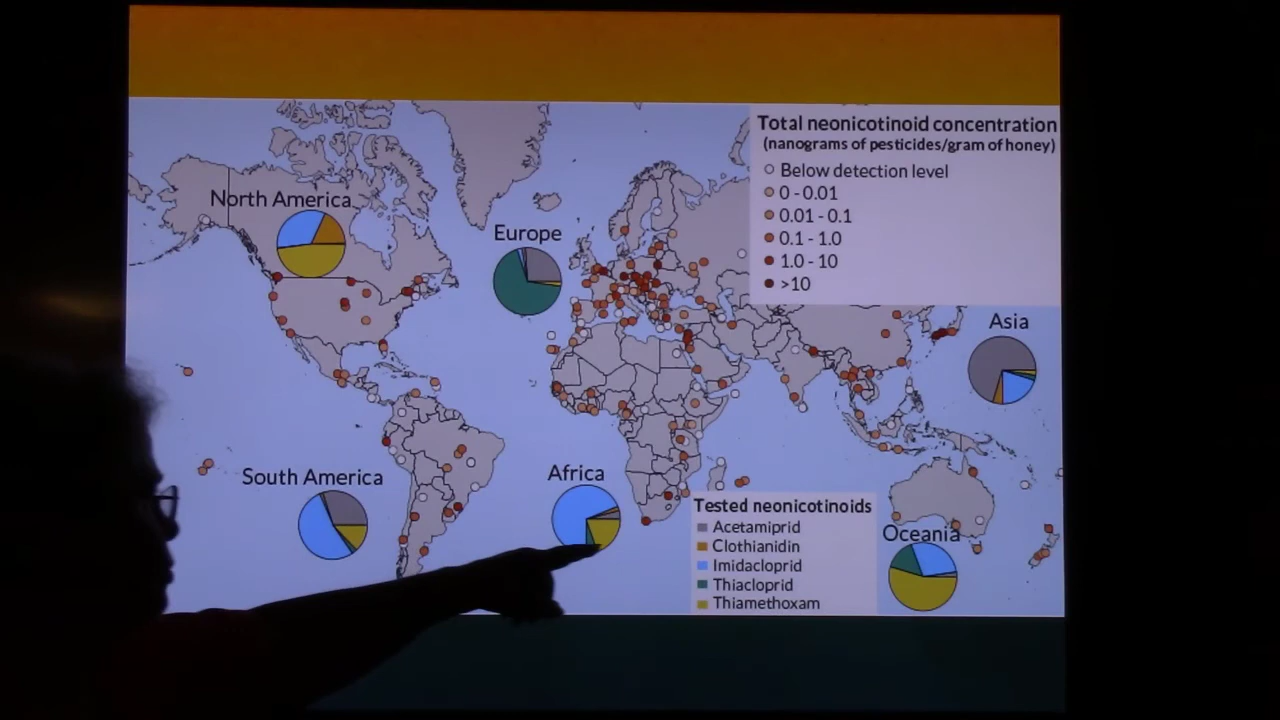 Total neonicotinoid concentration
(nanograms of pesticides/gram of honey)
Below detection level
0 - 0.01
0.01 - 0.1
0.1 - 1.0
1.0 - 10
>10
North America
Europe
Asia
South America
Africa
Oceania
Tested neonicotinoids
Acetamiprid
Clothianidin
Imidacloprid
Thiacloprid
Thiamethoxam